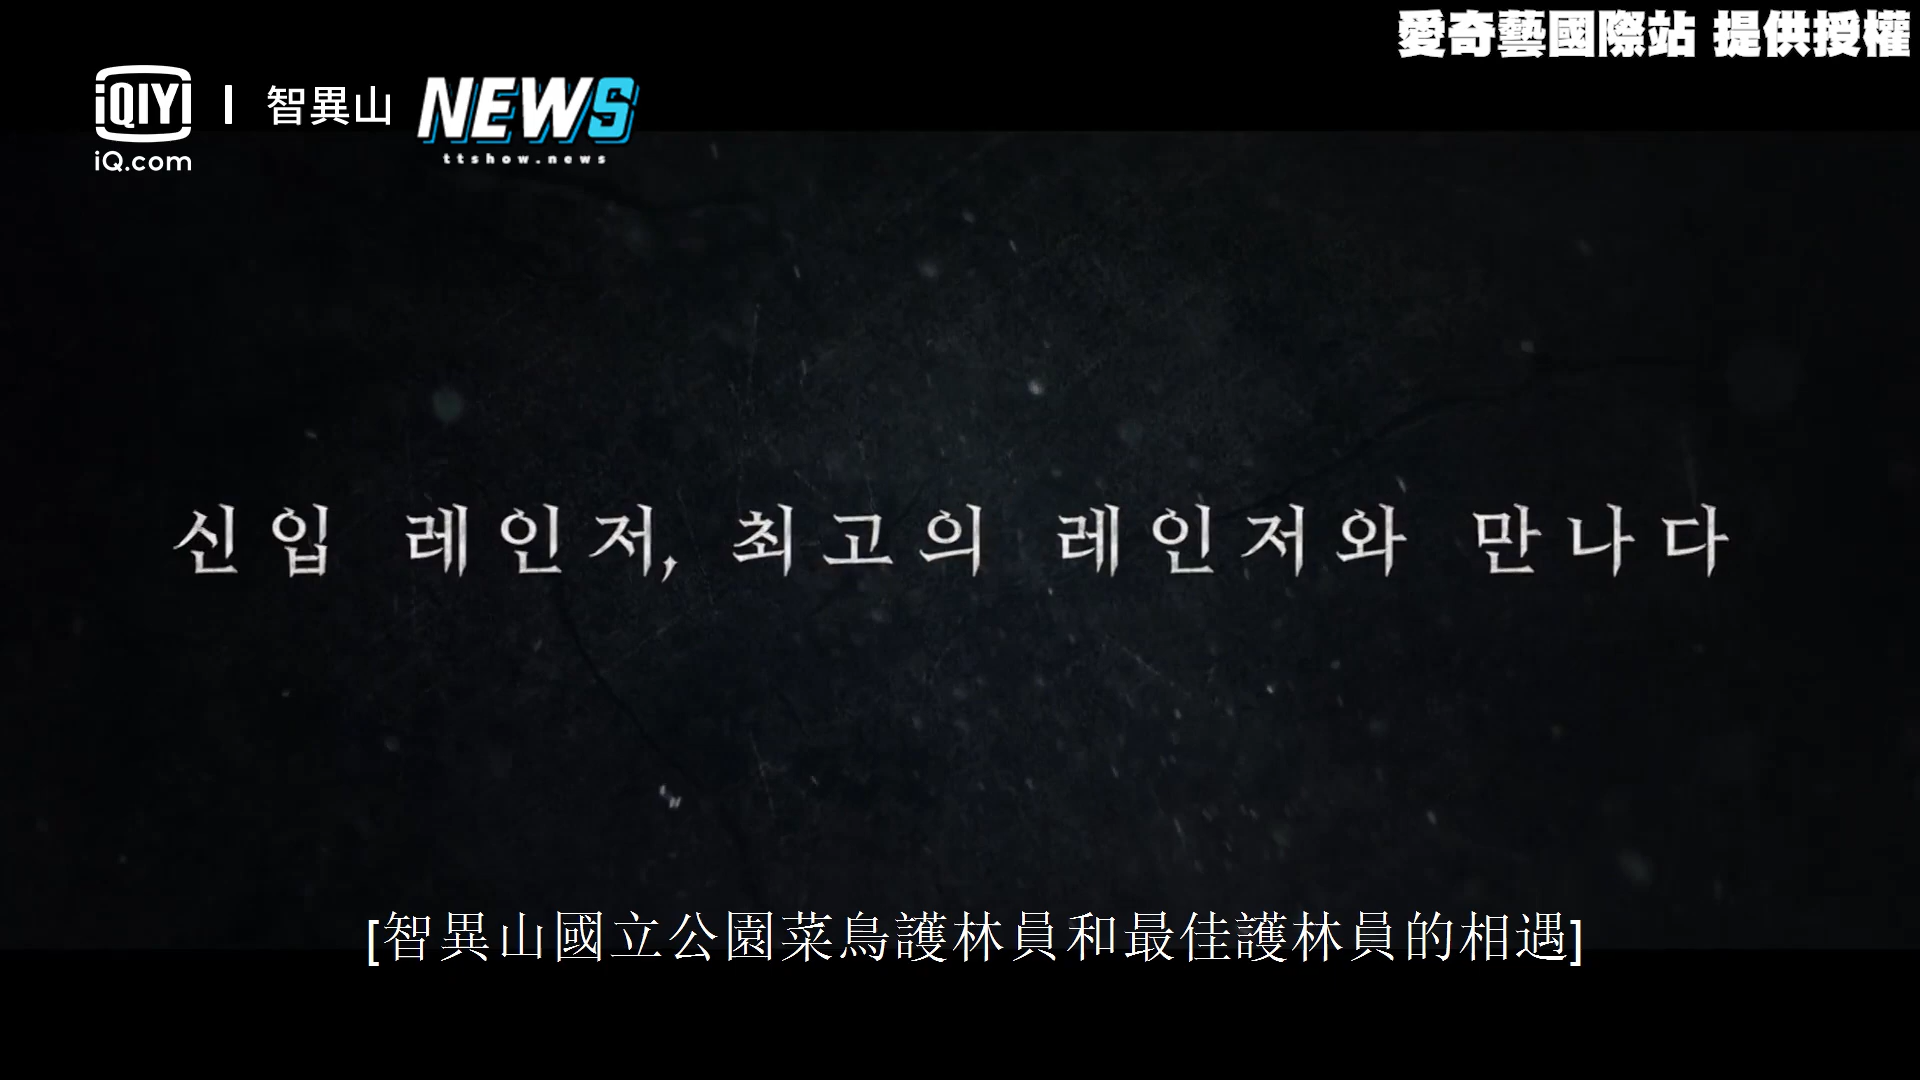 愛奇藝國際站 提供授權
iQIYI | 智異山 NEWS
iQ.com
ttshow.news
신입 레인저, 최고의 레인저와 만나다
[智異山國立公園菜鳥護林員和最佳護林員的相遇]